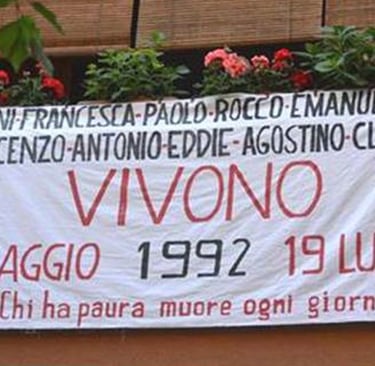 NI-FRANCESCA-PAOLO-ROCCO-EMANU
CENZO-ANTONIO-EDDIE-AGOSTINO-CL
VIVONO
AGGIO 1992 19 LU
Chi ha paura muore ogni giorn